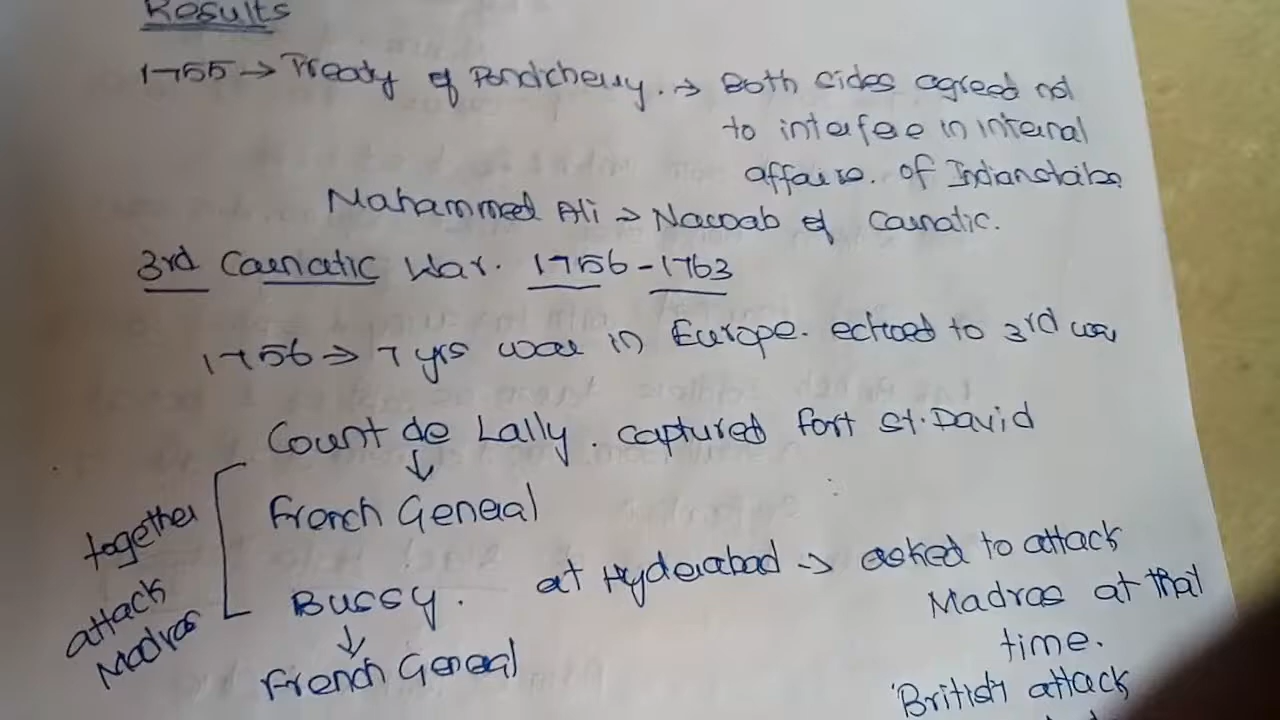 Results
1755 → Treaty of Pondcherry. → Both sides agreed not
to interfee in internal
affairs. of Indian states
Mahammed Ali → Nawab of Carnatic.
3rd Carnatic War. 1756-1763
1756 → 7 yrs war in Europe. echoed to 3rd war
Count de Lally. captured Fort St. David
↓
French General
together
attack
Madras
Bussy. at Hyderabad → asked to attack
Madras at that
time.
↓
French General
British attack